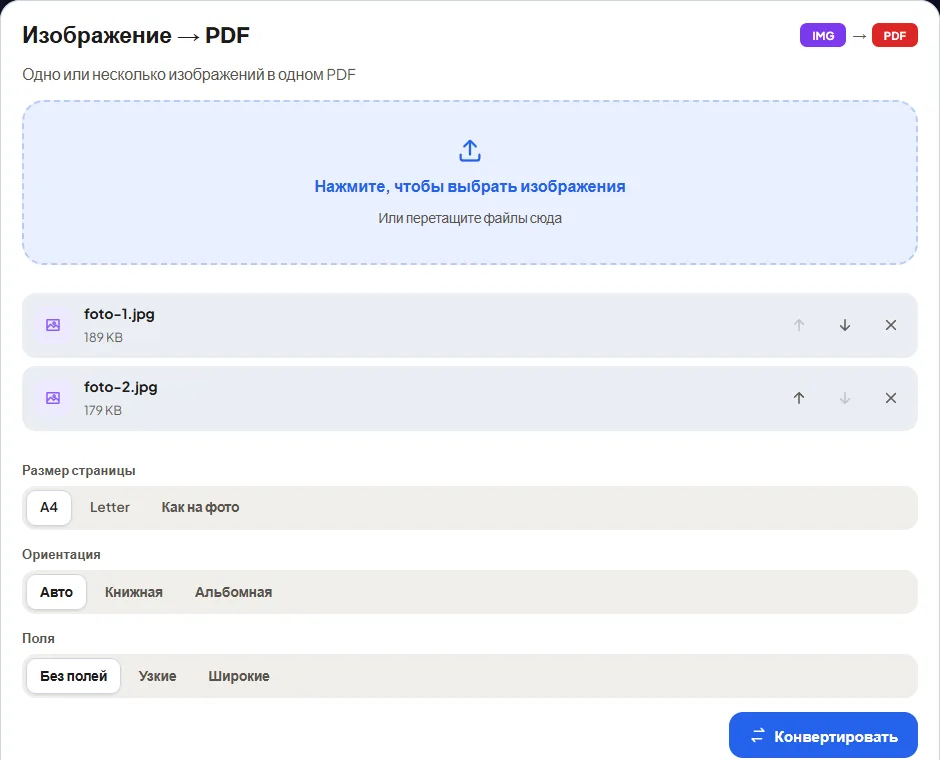 Изображение → PDF
IMG → PDF
Одно или несколько изображений в одном PDF
Нажмите, чтобы выбрать изображения
Или перетащите файлы сюда
foto-1.jpg
189 KB
foto-2.jpg
179 KB
Размер страницы
A4 Letter Как на фото
Ориентация
Авто Книжная Альбомная
Поля
Без полей Узкие Широкие
Конвертировать